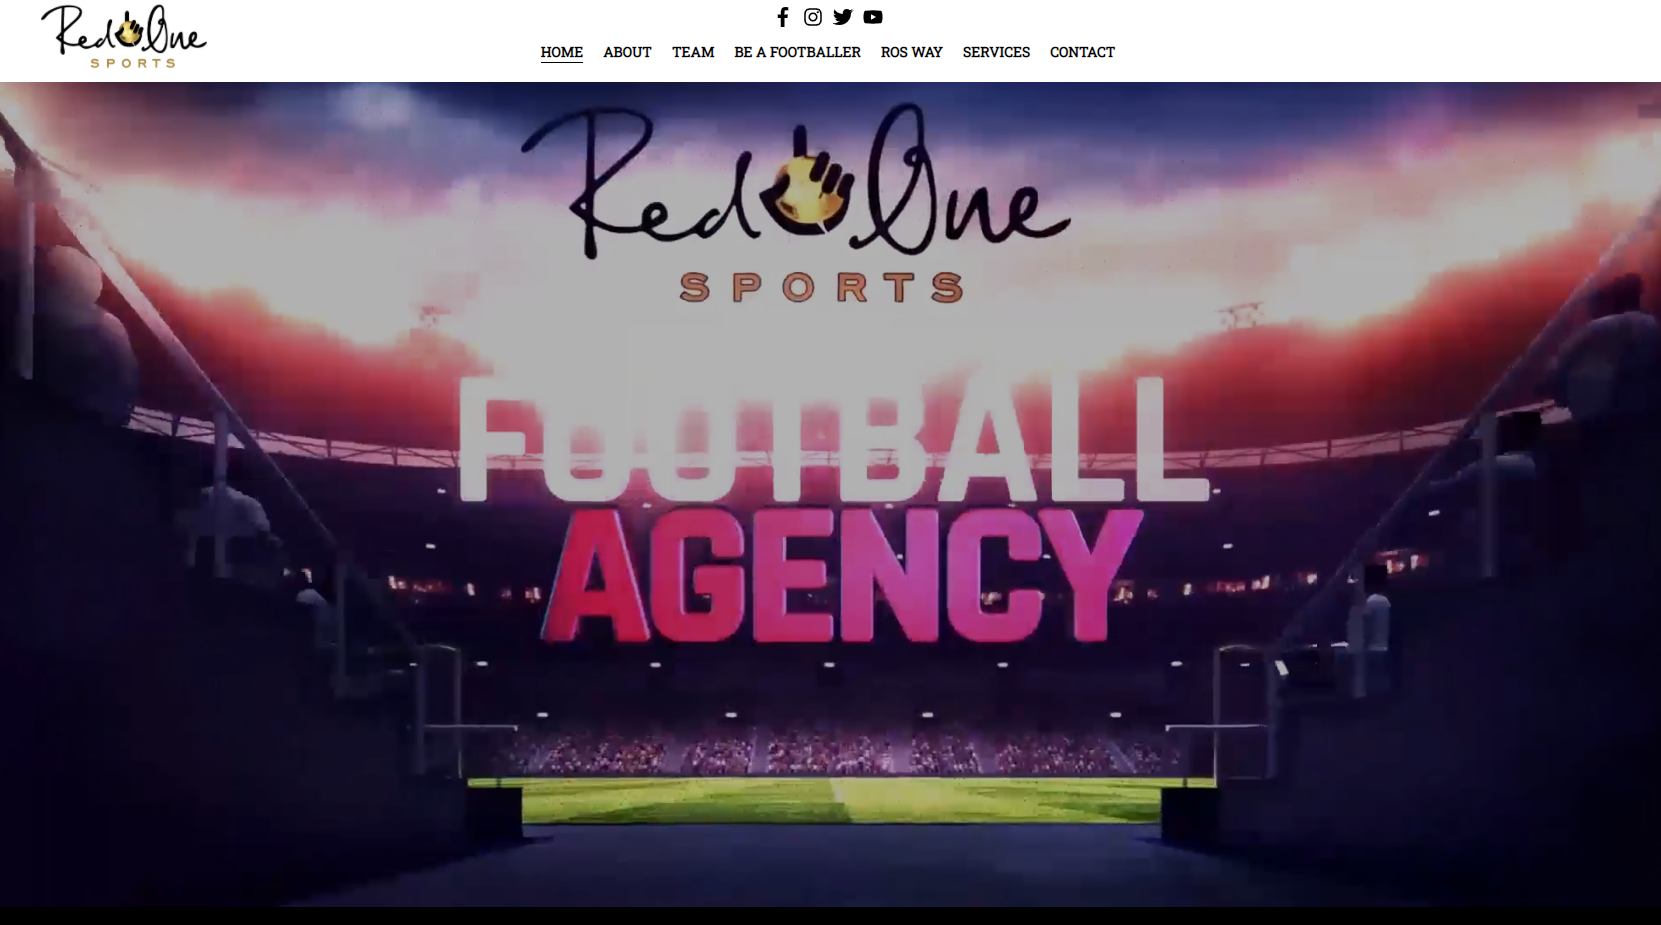 Red One
SPORTS
HOME ABOUT TEAM BE A FOOTBALLER ROS WAY SERVICES CONTACT
Red One
SPORTS
FOOTBALL
AGENCY